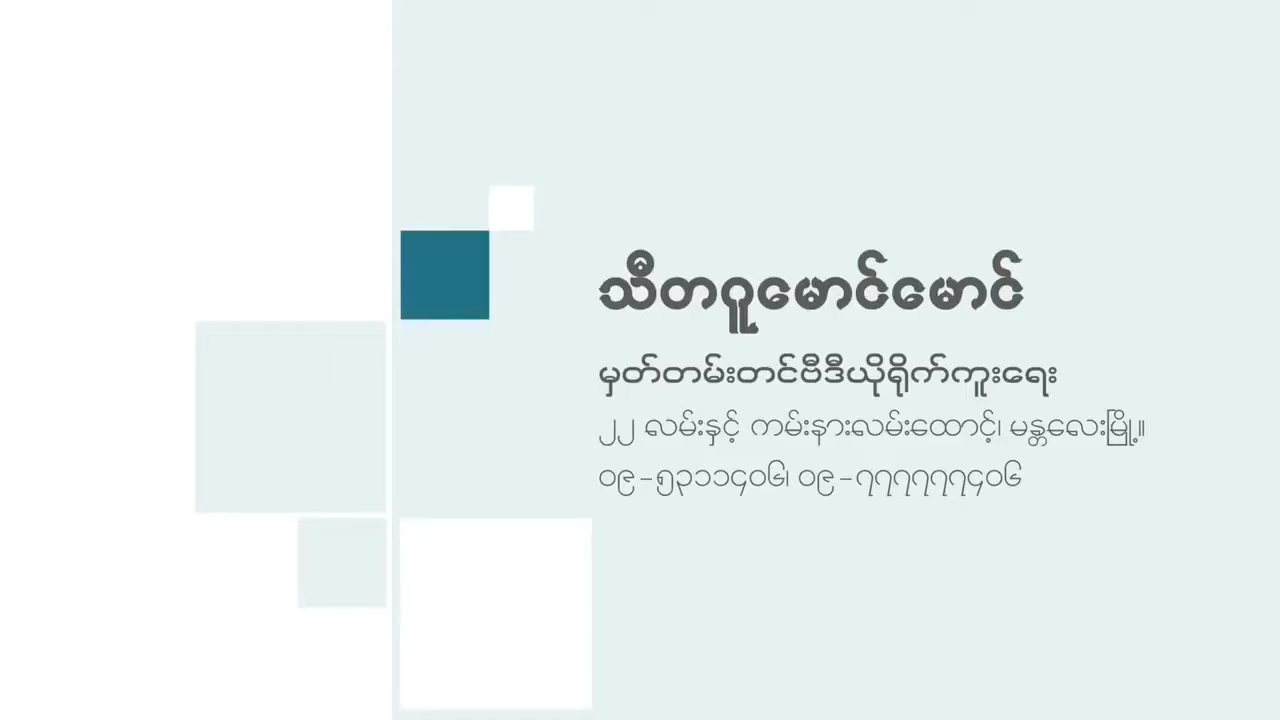 သီတဂူမောင်မောင်
မှတ်တမ်းတင်ဗီဒီယိုရိုက်ကူးရေး
၂၂ လမ်းနှင့် ကမ်းနားလမ်းထောင့်၊ မန္တလေးမြို့။
၀၉-၅၃၁၁၄၀၆၊ ၀၉-၇၇၇၇၇၇၄၀၆